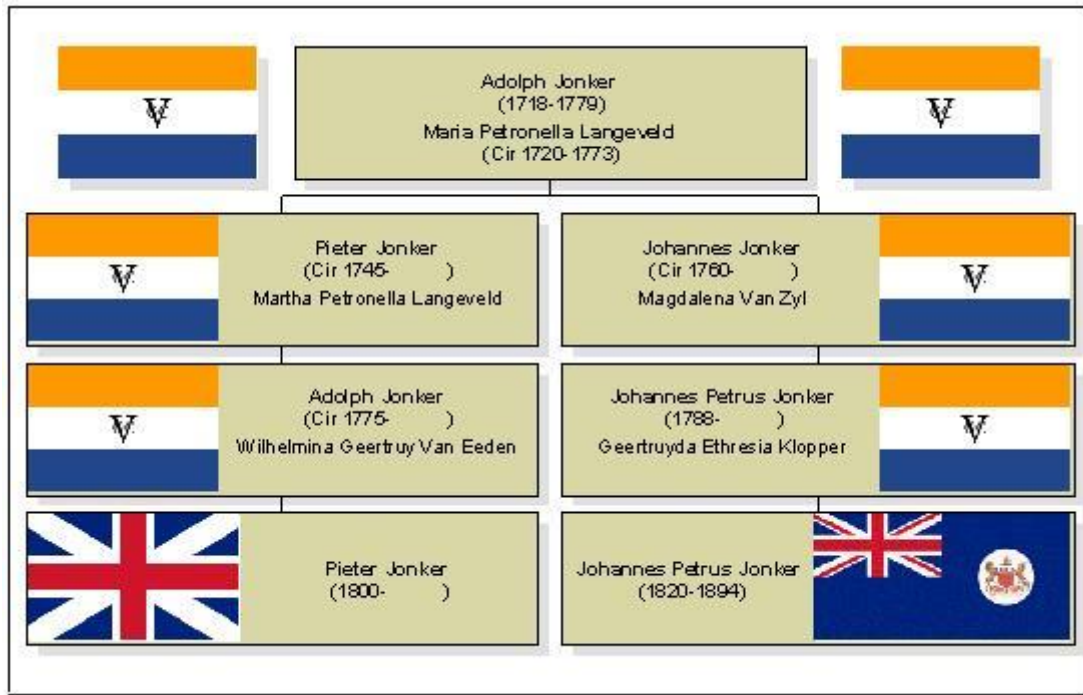 Adolph Jonker
(1718-1779)
Maria Petronella Langeveld
(Cir 1720-1773)
Pieter Jonker
(Cir 1745- )
Martha Petronella Langeveld
Johannes Jonker
(Cir 1760- )
Magdalena Van Zyl
Adolph Jonker
(Cir 1775- )
Wilhelmina Geertruy Van Eeden
Johannes Petrus Jonker
(1788- )
Geertruyda Ethresia Klopper
Pieter Jonker
(1800- )
Johannes Petrus Jonker
(1820-1894)